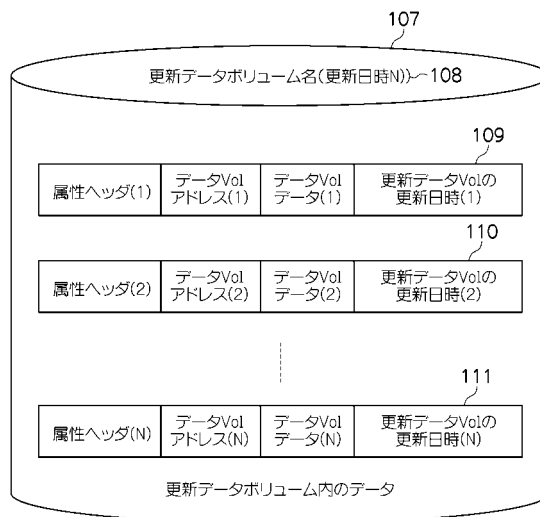 107
更新データボリューム名(更新日時N)
108
109
属性ヘッダ(1)
データVol
アドレス(1)
データVol
データ(1)
更新データVolの
更新日時(1)
110
属性ヘッダ(2)
データVol
アドレス(2)
データVol
データ(2)
更新データVolの
更新日時(2)
111
属性ヘッダ(N)
データVol
アドレス(N)
データVol
データ(N)
更新データVolの
更新日時(N)
更新データボリューム内のデータ